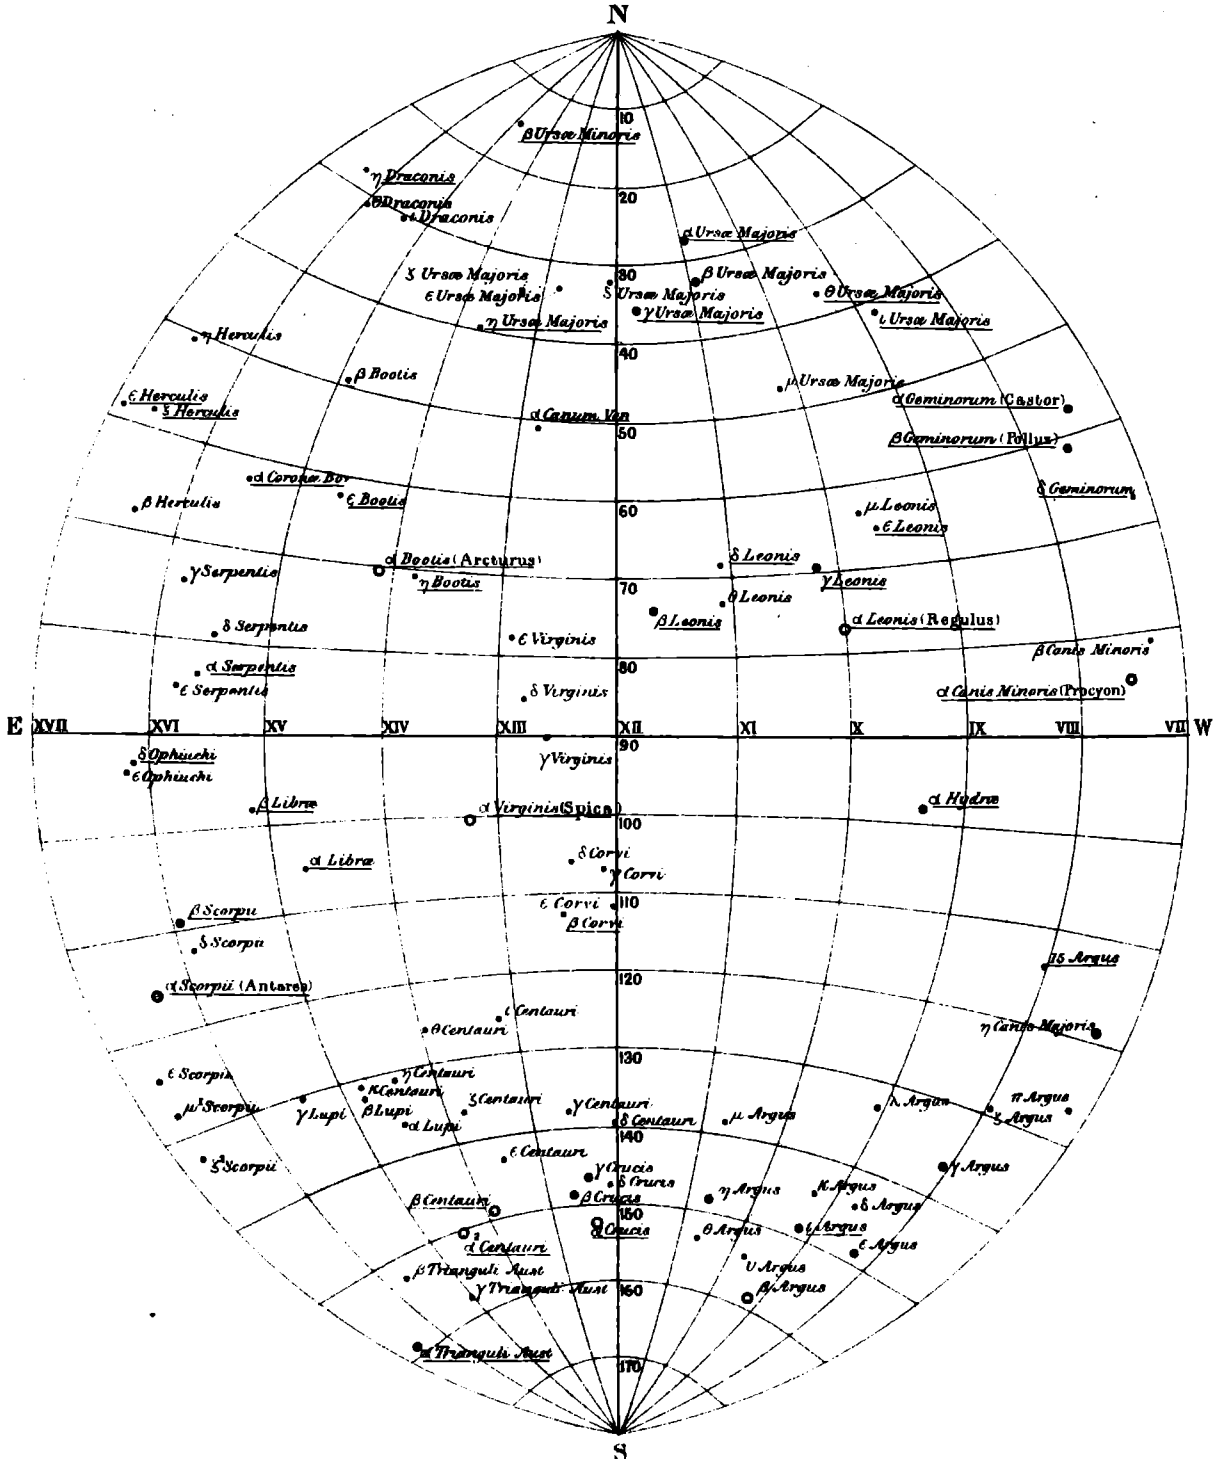 N
10
β Ursæ Minoris
η Draconis
20
θ Draconis
ι Draconis
α Ursæ Majoris
30
ζ Ursæ Majoris
β Ursæ Majoris
ε Ursæ Majoris
δ Ursæ Majoris
θ Ursæ Majoris
γ Ursæ Majoris
η Ursæ Majoris
ι Ursæ Majoris
η Herculis
40
β Bootis
μ Ursæ Majoris
ε Herculis
α Geminorum (Castor)
ζ Herculis
α Canum Ven
50
β Geminorum (Pollux)
α Coronæ Bor
δ Geminorum
β Herculis
ε Bootis
60
μ Leonis
ε Leonis
α Bootis (Arcturus)
δ Leonis
γ Serpentis
η Bootis
70
γ Leonis
θ Leonis
β Leonis
α Leonis (Regulus)
δ Serpentis
ε Virginis
β Canis Minoris
α Serpentis
80
ε Serpentis
δ Virginis
α Canis Minoris (Procyon)
E XVII XVI XV XIV XIII XII XI X IX VIII VII W
90
δ Ophiuchi
γ Virginis
ε Ophiuchi
β Libræ
α Virginis (Spica)
α Hydræ
100
α Libræ
δ Corvi
γ Corvi
110
β Scorpii
ε Corvi
β Corvi
δ Scorpii
15 Argus
120
α Scorpii (Antares)
ι Centauri
θ Centauri
η Canis Majoris
130
ε Scorpii
η Centauri
κ Centauri
μ¹ Scorpii
γ Lupi
β Lupi
ζ Centauri
γ Centauri
μ Argus
λ Argus
π Argus
ζ Argus
α Lupi
δ Centauri
140
ε Centauri
ζ² Scorpii
γ Crucis
γ Argus
δ Crucis
β Centauri
β Crucis
η Argus
κ Argus
150
δ Argus
α Crucis
θ Argus
ι Argus
α² Centauri
ε Argus
β Trianguli Aust
υ Argus
γ Trianguli Aust
160
β Argus
α Trianguli Aust
170
S